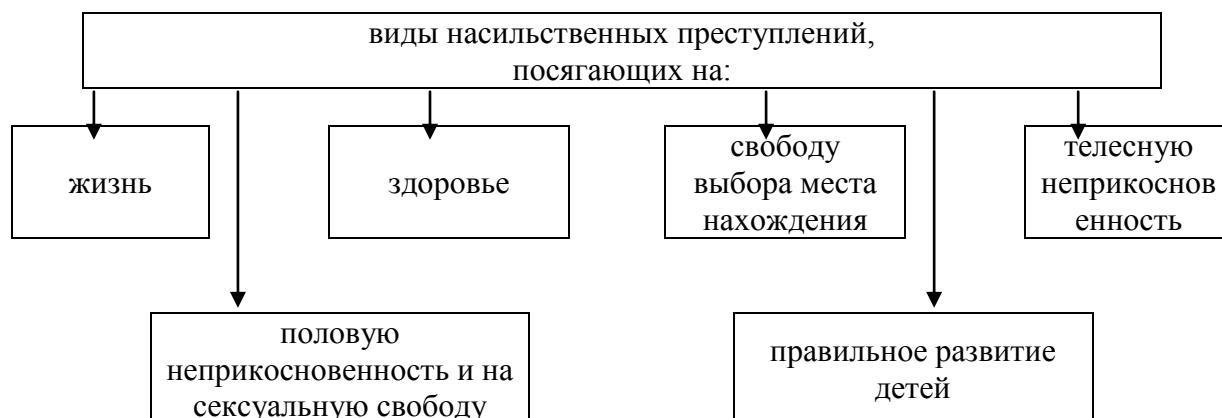 виды насильственных преступлений,
посягающих на:
жизнь
здоровье
свободу
выбора места
нахождения
телесную
неприкоснов
енность
половую
неприкосновенность и на
сексуальную свободу
правильное развитие
детей